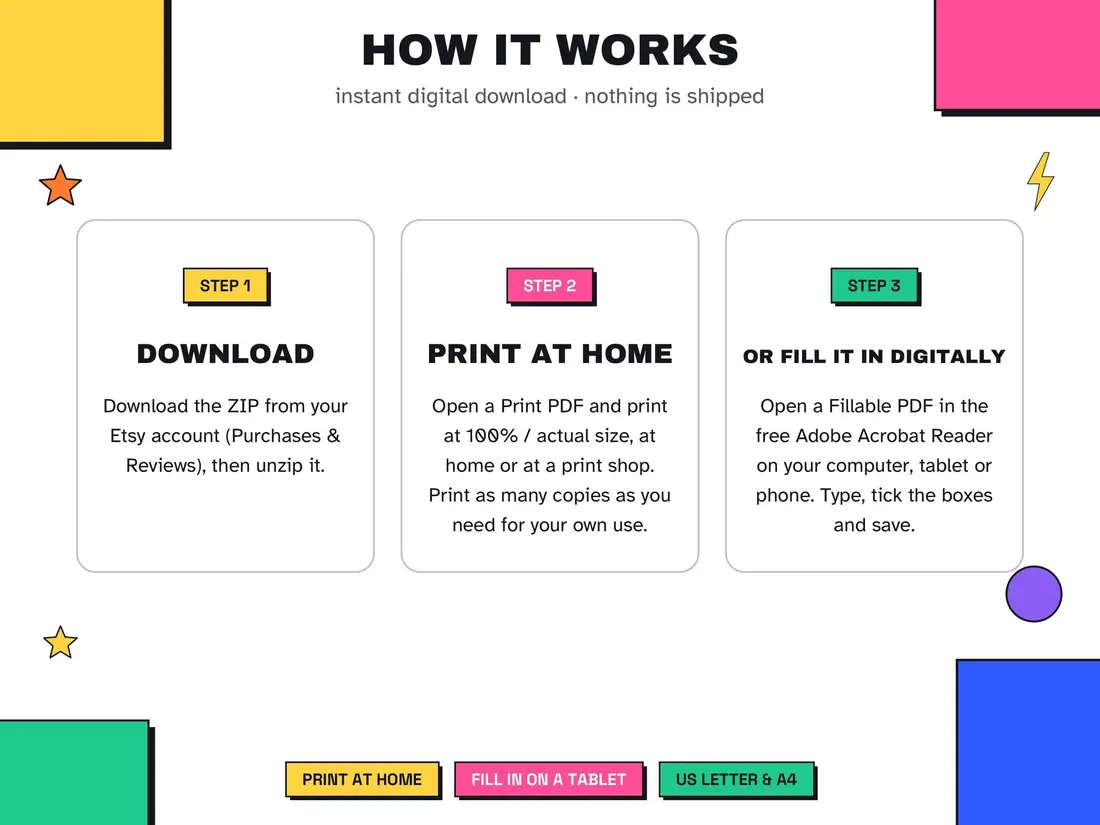 HOW IT WORKS
instant digital download · nothing is shipped
STEP 1
DOWNLOAD
Download the ZIP from your
Etsy account (Purchases &
Reviews), then unzip it.
STEP 2
PRINT AT HOME
Open a Print PDF and print
at 100% / actual size, at
home or at a print shop.
Print as many copies as you
need for your own use.
STEP 3
OR FILL IT IN DIGITALLY
Open a Fillable PDF in the
free Adobe Acrobat Reader
on your computer, tablet or
phone. Type, tick the boxes
and save.
PRINT AT HOME
FILL IN ON A TABLET
US LETTER & A4